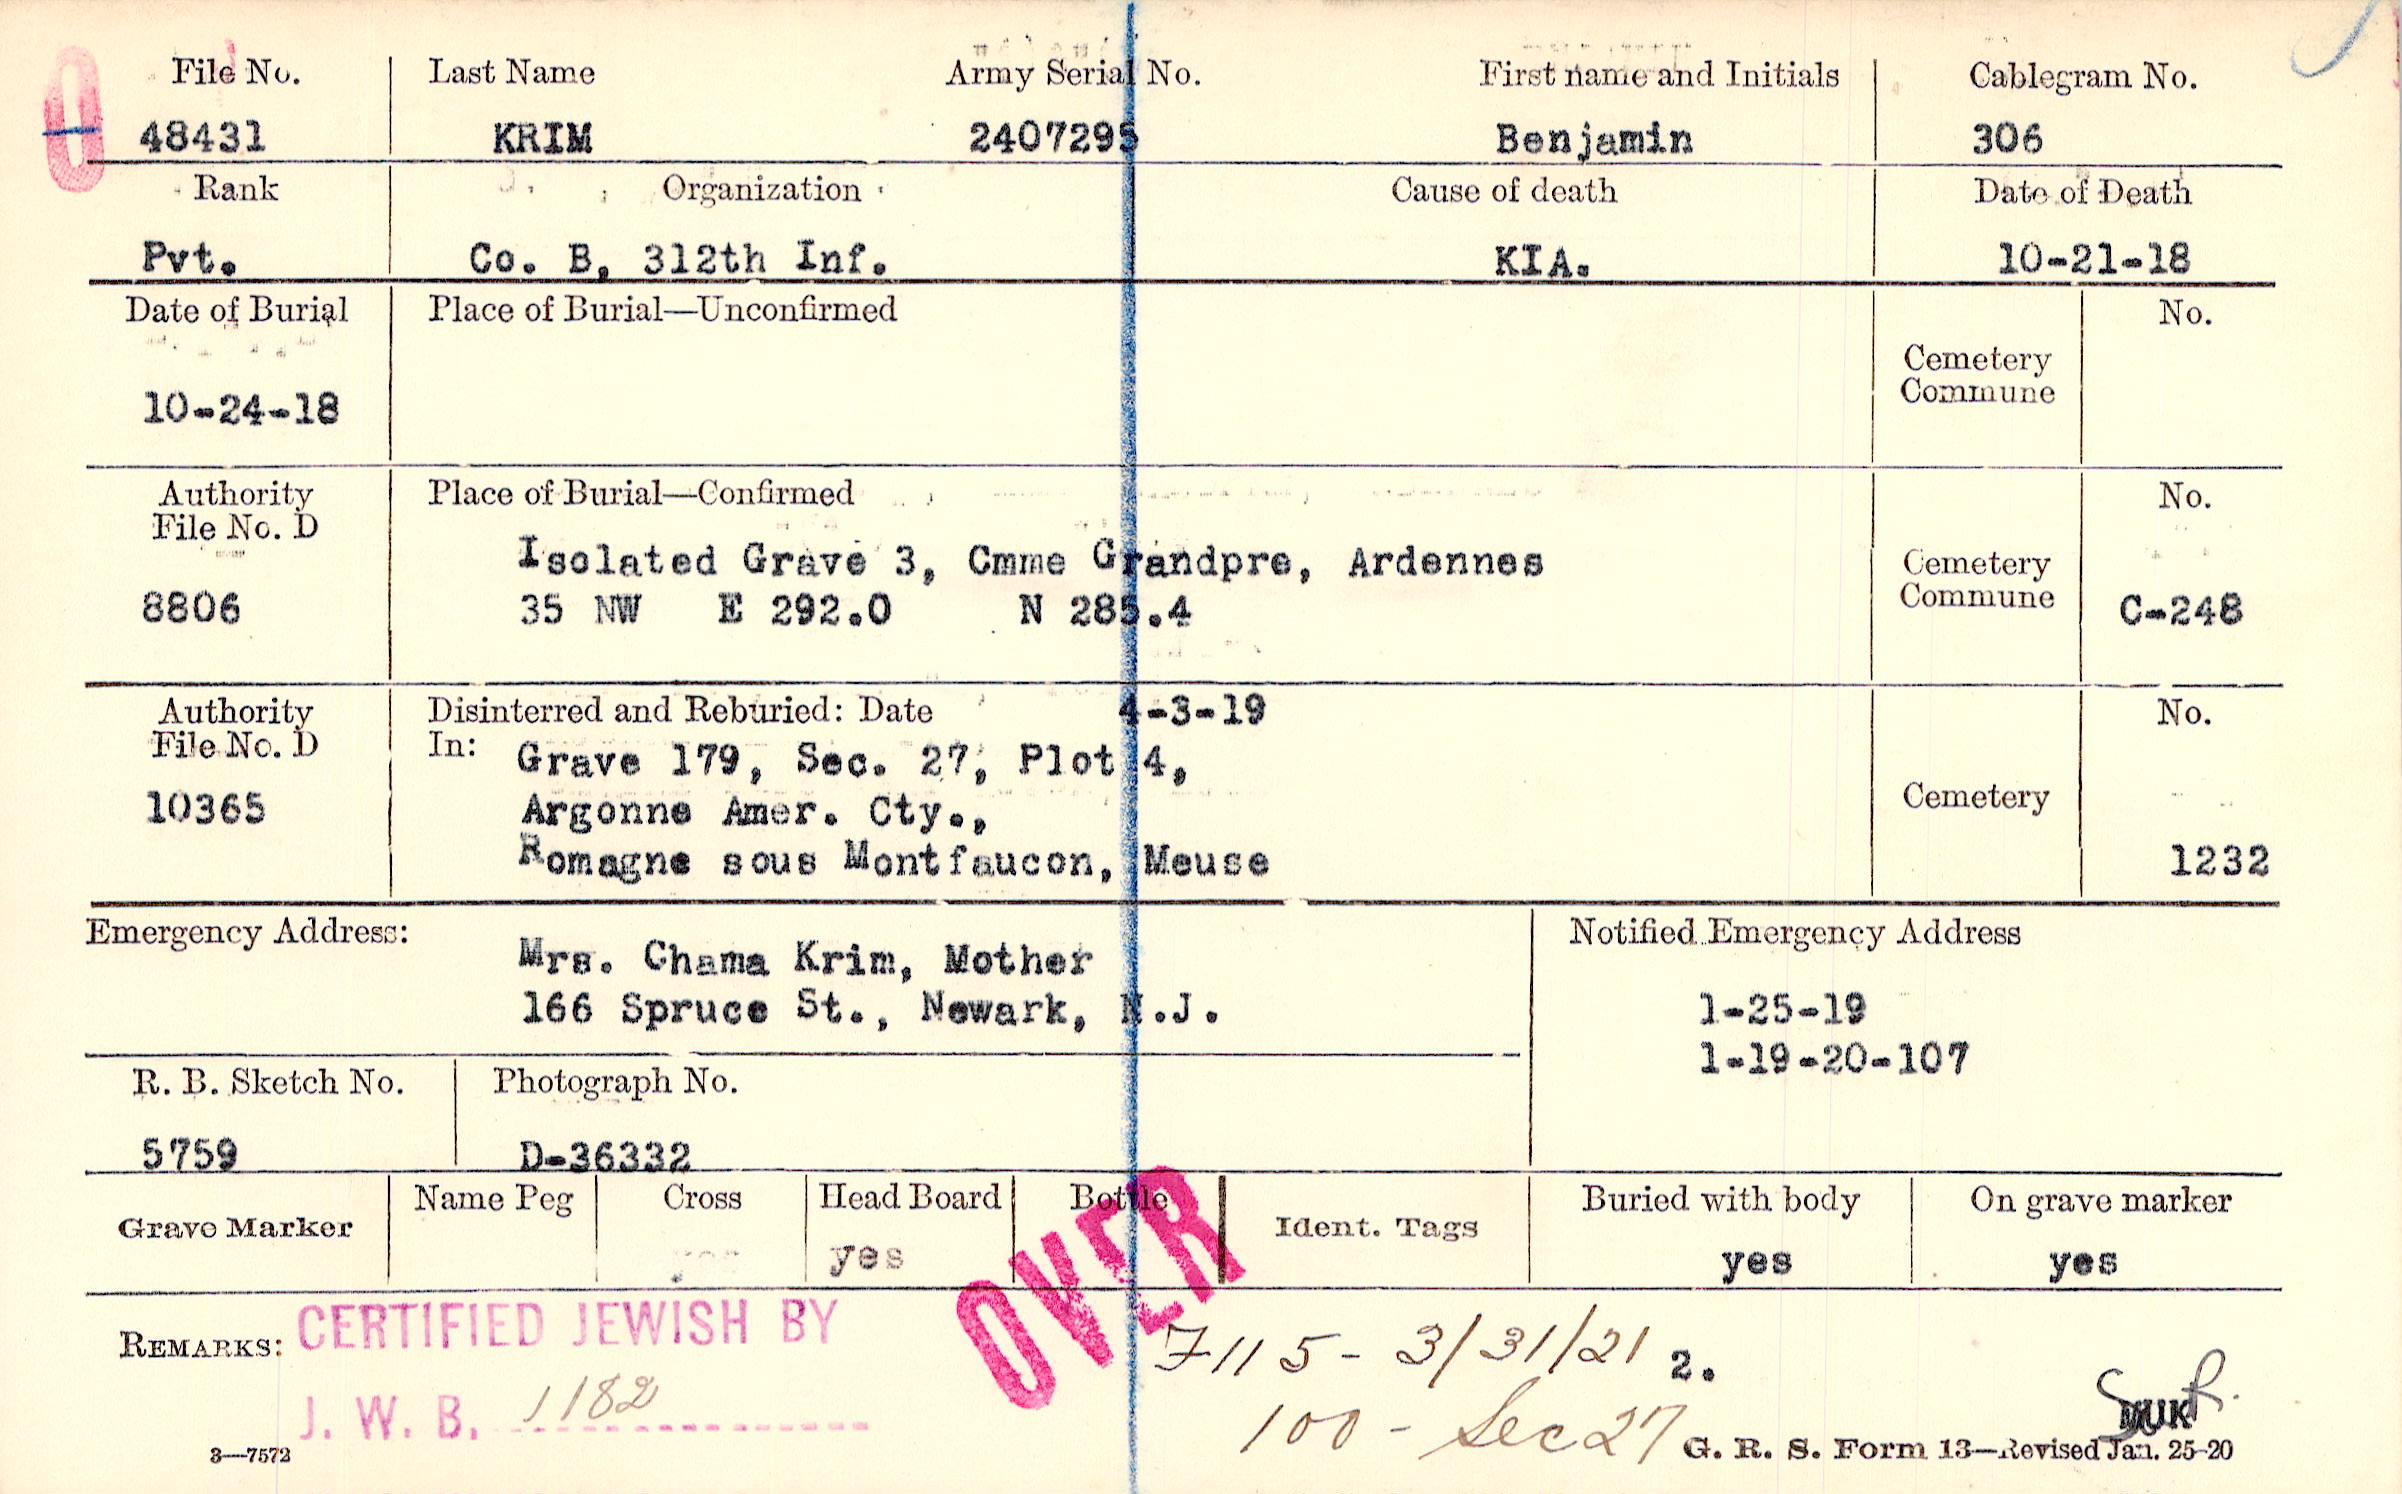 File No. Last Name Army Serial No. First name and Initials Cablegram No.
48431 KRIM 2407295 Benjamin 306
Rank Organization Cause of death Date of Death
Pvt. Co. B, 312th Inf. KIA. 10-21-18
Date of Burial Place of Burial—Unconfirmed No.
Cemetery
Commune
10-24-18
Authority Place of Burial—Confirmed No.
File No. D
Isolated Grave 3, Cmme Grandpre, Ardennes Cemetery
8806 35 NW E 292.0 N 285.4 Commune C-248
Authority Disinterred and Reburied: Date 4-3-19 No.
File No. D In: Grave 179, Sec. 27, Plot 4,
10365 Argonne Amer. Cty., Cemetery
Romagne sous Montfaucon, Meuse 1232
Emergency Address: Notified Emergency Address
Mrs. Chama Krim, Mother
166 Spruce St., Newark, N.J. 1-25-19
1-19-20-107
R. B. Sketch No. Photograph No.
5759 D-36332
Grave Marker Name Peg Cross Head Board Bottle Ident. Tags Buried with body On grave marker
yes yes yes yes
OVER
REMARKS: CERTIFIED JEWISH BY
J. W. B. 1182
7115- 3/31/21 2.
100 - Sec 27
3—7572 G. R. S. Form 13—Revised Jan. 25-20